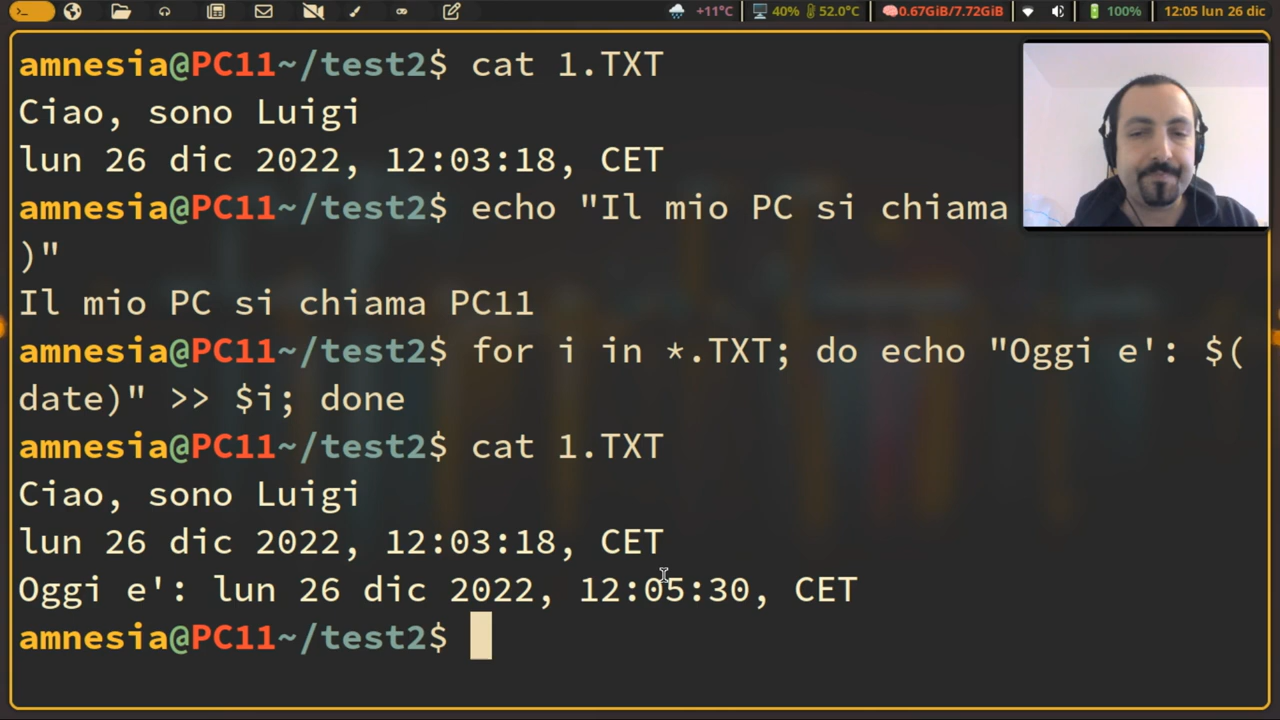 +11°C 40% 52.0°C 0.67GiB/7.72GiB 100% 12:05 lun 26 dic
amnesia@PC11~/test2$ cat 1.TXT
Ciao, sono Luigi
lun 26 dic 2022, 12:03:18, CET
amnesia@PC11~/test2$ echo "Il mio PC si chiama
)"
Il mio PC si chiama PC11
amnesia@PC11~/test2$ for i in *.TXT; do echo "Oggi e': $(
date)" >> $i; done
amnesia@PC11~/test2$ cat 1.TXT
Ciao, sono Luigi
lun 26 dic 2022, 12:03:18, CET
Oggi e': lun 26 dic 2022, 12:05:30, CET
amnesia@PC11~/test2$